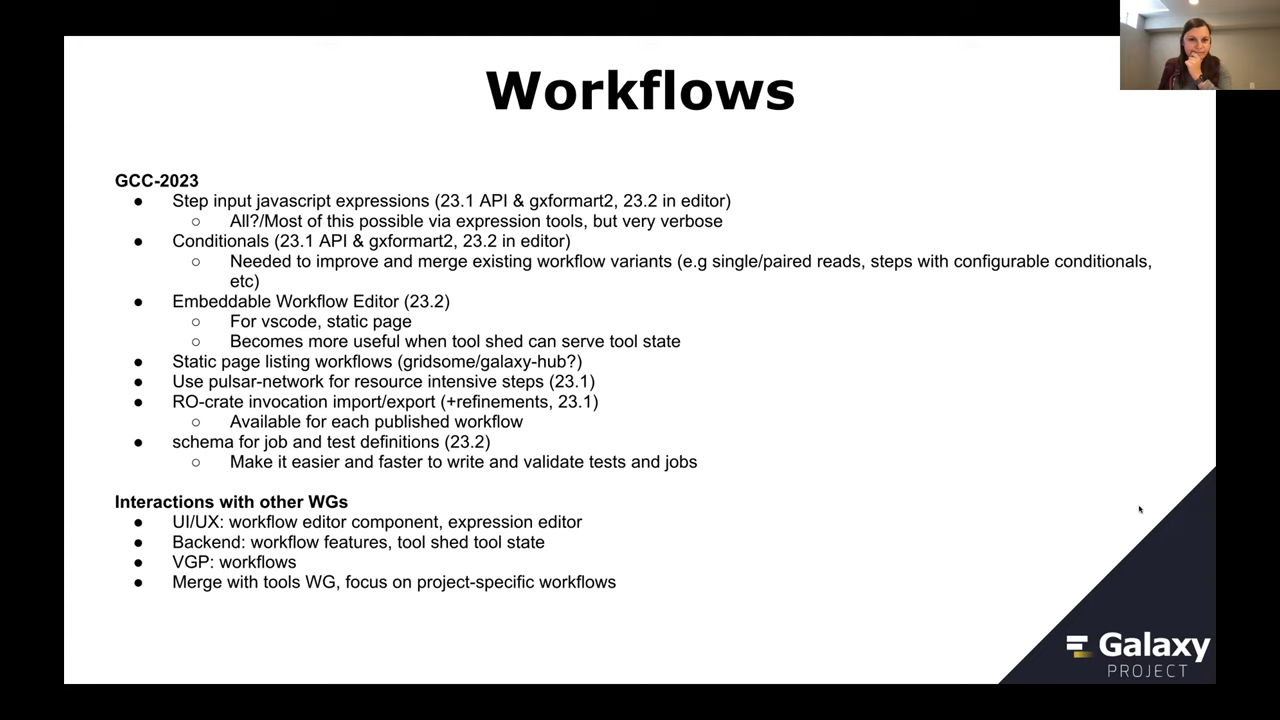 Workflows
GCC-2023
● Step input javascript expressions (23.1 API & gxformart2, 23.2 in editor)
○ All?/Most of this possible via expression tools, but very verbose
● Conditionals (23.1 API & gxformart2, 23.2 in editor)
○ Needed to improve and merge existing workflow variants (e.g single/paired reads, steps with configurable conditionals,
etc)
● Embeddable Workflow Editor (23.2)
○ For vscode, static page
○ Becomes more useful when tool shed can serve tool state
● Static page listing workflows (gridsome/galaxy-hub?)
● Use pulsar-network for resource intensive steps (23.1)
● RO-crate invocation import/export (+refinements, 23.1)
○ Available for each published workflow
● schema for job and test definitions (23.2)
○ Make it easier and faster to write and validate tests and jobs
Interactions with other WGs
● UI/UX: workflow editor component, expression editor
● Backend: workflow features, tool shed tool state
● VGP: workflows
● Merge with tools WG, focus on project-specific workflows
Galaxy
PROJECT